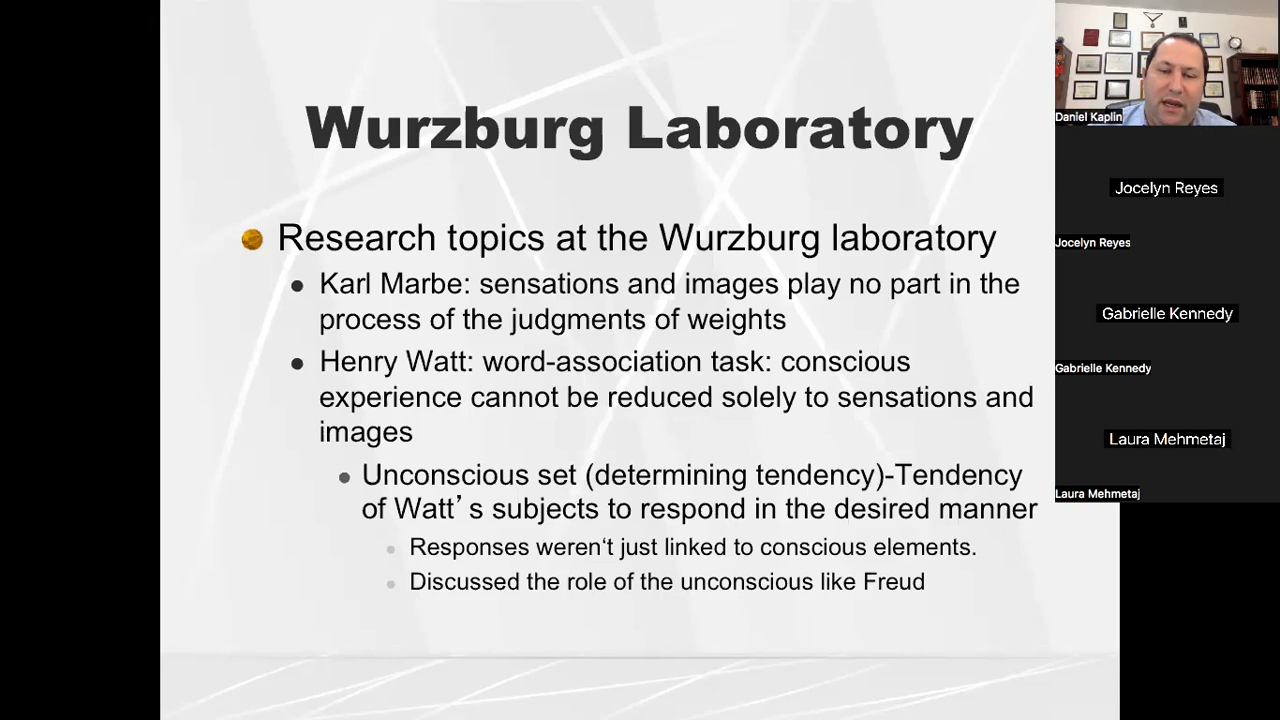 Wurzburg Laboratory
Research topics at the Wurzburg laboratory
Karl Marbe: sensations and images play no part in the
process of the judgments of weights
Henry Watt: word-association task: conscious
experience cannot be reduced solely to sensations and
images
Unconscious set (determining tendency)-Tendency
of Watt’s subjects to respond in the desired manner
Responses weren‘t just linked to conscious elements.
Discussed the role of the unconscious like Freud
Daniel Kaplin
Jocelyn Reyes
Jocelyn Reyes
Gabrielle Kennedy
Gabrielle Kennedy
Laura Mehmetaj
Laura Mehmetaj